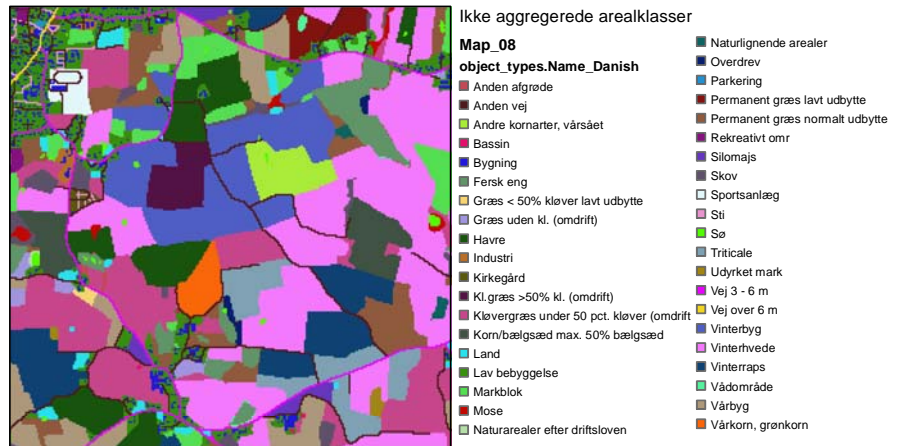 Ikke aggregerede arealklasser
Map_08
object_types.Name_Danish
Anden afgrøde
Anden vej
Andre kornarter, vårsået
Bassin
Bygning
Fersk eng
Græs < 50% kløver lavt udbytte
Græs uden kl. (omdrift)
Havre
Industri
Kirkegård
Kl.græs >50% kl. (omdrift)
Kløvergræs under 50 pct. kløver (omdrift
Korn/bælgsæd max. 50% bælgsæd
Land
Lav bebyggelse
Markblok
Mose
Naturarealer efter driftsloven
Naturlignende arealer
Overdrev
Parkering
Permanent græs lavt udbytte
Permanent græs normalt udbytte
Rekreativt omr
Silomajs
Skov
Sportsanlæg
Sti
Sø
Triticale
Udyrket mark
Vej 3 - 6 m
Vej over 6 m
Vinterbyg
Vinterhvede
Vinterraps
Vådområde
Vårbyg
Vårkorn, grønkorn